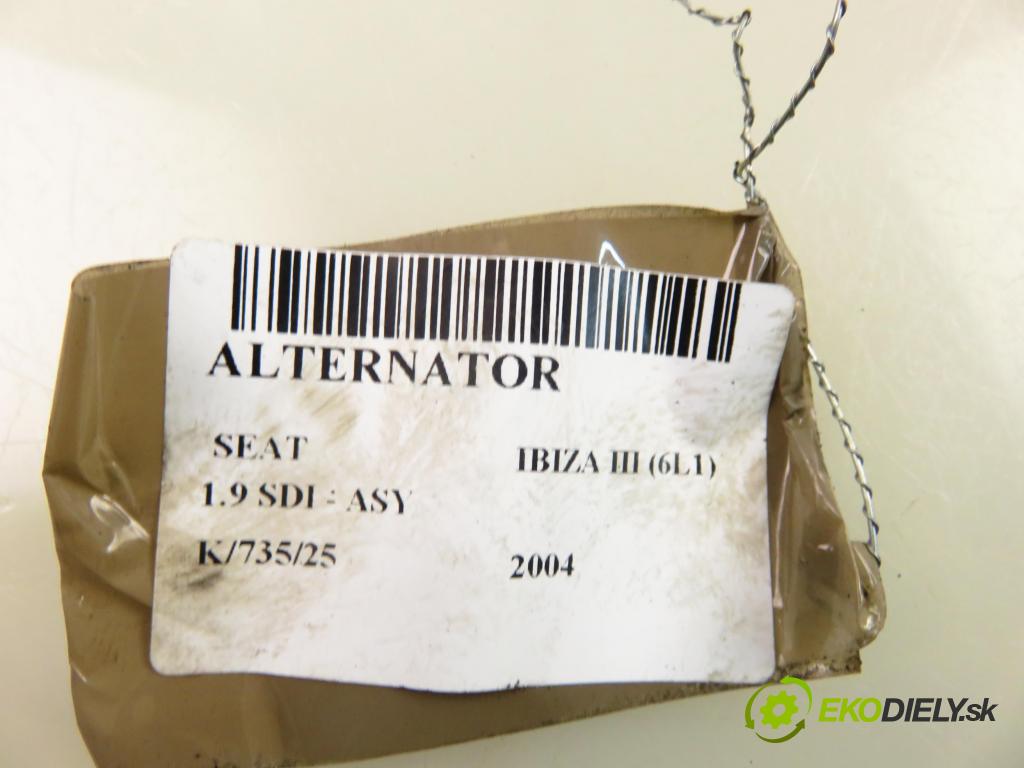 ALTERNATOR
SEAT IBIZA III (6L1)
1.9 SDI - ASY
K/735/25 2004
EKODIELY.sk